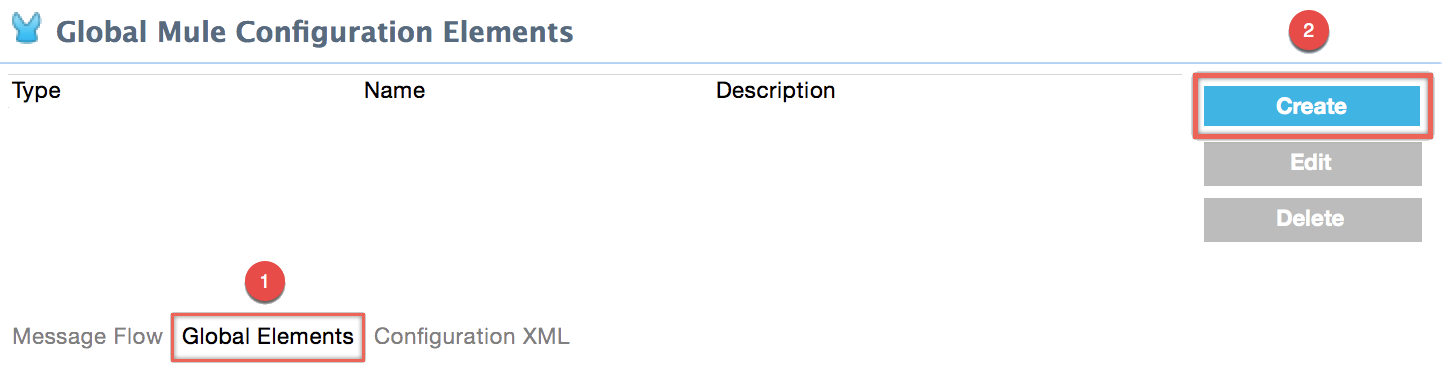 Global Mule Configuration Elements
2
Type Name Description
Create
Edit
Delete
1
Message Flow Global Elements Configuration XML